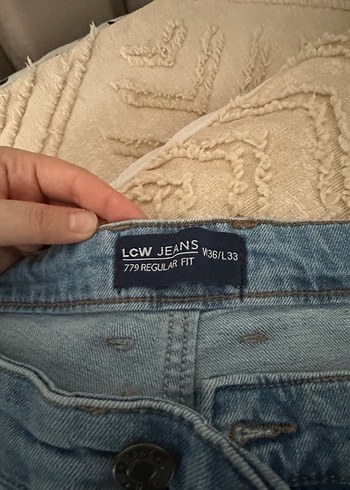 LCW JEANS W36/L33
779 REGULAR FIT